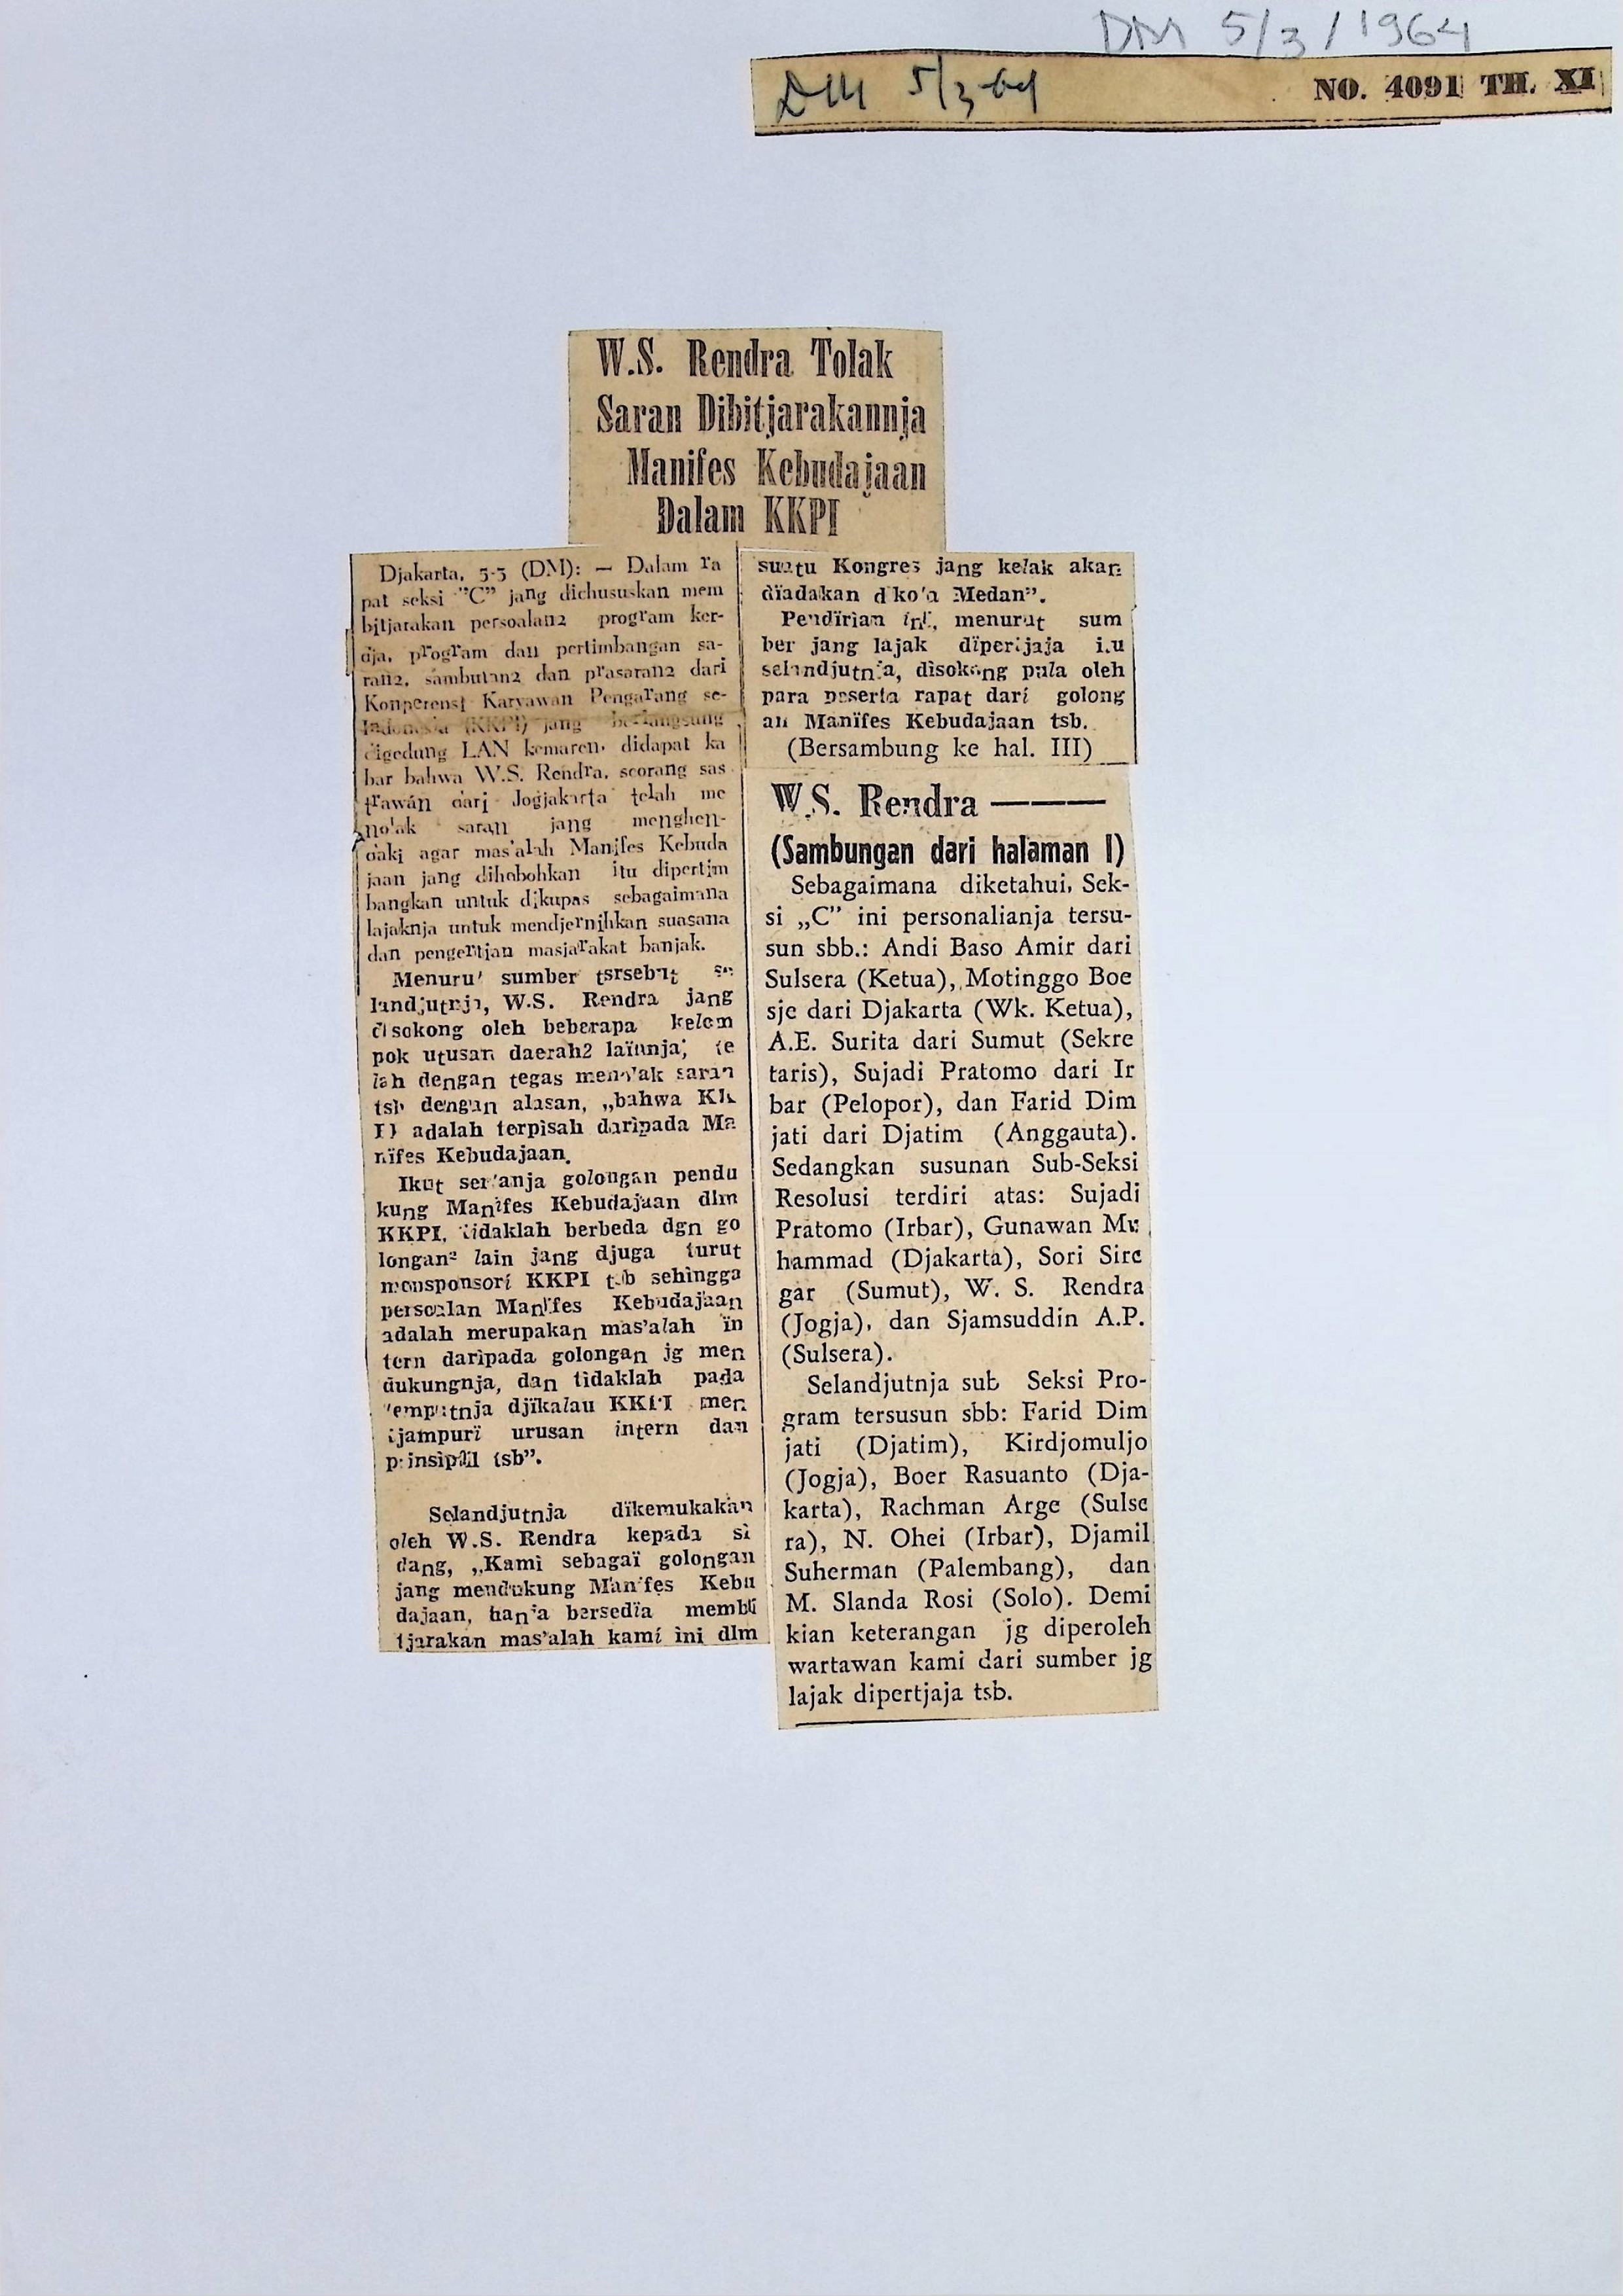 DM 5/3/1964
DM 5/3-64
NO. 4091 TH. XI
W.S. Rendra Tolak
Saran Dibitjarakannja
Manifes Kebudajaan
Dalam KKPI
Djakarta, 5-3 (DM): — Dalam ra
pat seksi "C" jang dichususkan mem
bitjarakan persoalan2 program ker-
dja, program dan pertimbangan sa-
ran2, sambutan2 dan prasaran2 dari
Konperensi Karyawan Pengarang se-
Indonesia (KKPI) jang berlangsung
digedung LAN kemaren, didapat ka
bar bahwa W.S. Rendra, seorang sas
trawan dari Jogjakarta telah me
nolak saran jang menghen-
daki agar mas'alah Manifes Kebuda
jaan jang dihebohkan itu dipertim
bangkan untuk dikupas sebagaimana
lajaknja untuk mendjernihkan suasana
dan pengertian masjarakat banjak.
Menurut sumber tsrsebut se
landjutnja, W.S. Rendra jang
disokong oleh beberapa kelom
pok utusan daerah2 lainnja; te
lah dengan tegas menolak saran
tsb dengan alasan, „bahwa KK
PI adalah terpisah daripada Ma
nifes Kebudajaan.
Ikut sertanja golongan pendu
kung Manifes Kebudajaan dlm
KKPI, tidaklah berbeda dgn go
longan² lain jang djuga turut
mensponsori KKPI tsb sehingga
persoalan Manifes Kebudajaan
adalah merupakan mas'alah in
tern daripada golongan jg men
dukungnja, dan tidaklah pada
tempatnja djikalau KKPI men
tjampuri urusan intern dan
prinsipiil tsb".
Selandjutnja dikemukakan
oleh W.S. Rendra kepada si
dang, „Kami sebagai golongan
jang mendukung Manifes Kebu
dajaan, hanja bersedia membi
tjarakan mas'alah kami ini dlm
suatu Kongres jang kelak akan
diadakan dikota Medan".
Pendirian ini, menurut sum
ber jang lajak dipertjaja itu
selandjutnja, disokong pula oleh
para peserta rapat dari golong
an Manifes Kebudajaan tsb.
(Bersambung ke hal. III)
W.S. Rendra ———
(Sambungan dari halaman I)
Sebagaimana diketahui, Sek-
si „C" ini personalianja tersu-
sun sbb.: Andi Baso Amir dari
Sulsera (Ketua), Motinggo Boe
sje dari Djakarta (Wk. Ketua),
A.E. Surita dari Sumut (Sekre
taris), Sujadi Pratomo dari Ir
bar (Pelopor), dan Farid Dim
jati dari Djatim (Anggauta).
Sedangkan susunan Sub-Seksi
Resolusi terdiri atas: Sujadi
Pratomo (Irbar), Gunawan Mu
hammad (Djakarta), Sori Sire
gar (Sumut), W. S. Rendra
(Jogja), dan Sjamsuddin A.P.
(Sulsera).
Selandjutnja sub Seksi Pro-
gram tersusun sbb: Farid Dim
jati (Djatim), Kirdjomuljo
(Jogja), Boer Rasuanto (Dja-
karta), Rachman Arge (Sulse
ra), N. Ohei (Irbar), Djamil
Suherman (Palembang), dan
M. Slanda Rosi (Solo). Demi
kian keterangan jg diperoleh
wartawan kami dari sumber jg
lajak dipertjaja tsb.